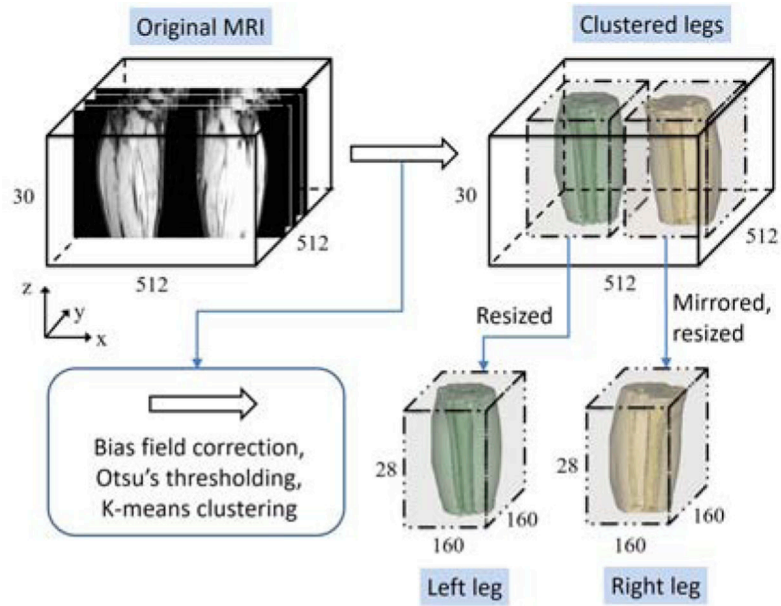 Original MRI
Clustered legs
30
512
512
30
512
512
z
y
x
Resized
Mirrored,
resized
Bias field correction,
Otsu's thresholding,
K-means clustering
28
160
160
28
160
160
Left leg
Right leg